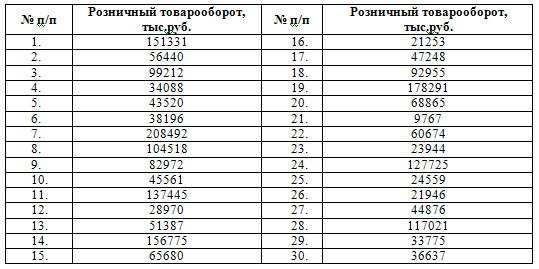 № п/п Розничный товарооборот, тыс,руб. № п/п Розничный товарооборот, тыс,руб.
1. 151331 16. 21253
2. 56440 17. 47248
3. 99212 18. 92955
4. 34088 19. 178291
5. 43520 20. 68865
6. 38196 21. 9767
7. 208492 22. 60674
8. 104518 23. 23944
9. 82972 24. 127725
10. 45561 25. 24559
11. 137445 26. 21946
12. 28970 27. 44876
13. 51387 28. 117021
14. 156775 29. 33775
15. 65680 30. 36637